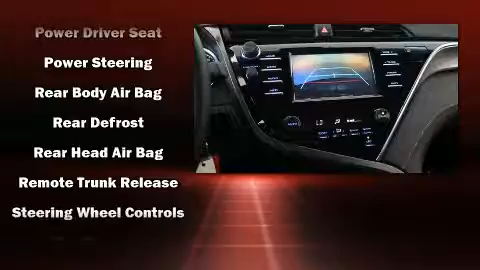 Power Driver Seat
Power Steering
Rear Body Air Bag
Rear Defrost
Rear Head Air Bag
Remote Trunk Release
Steering Wheel Controls